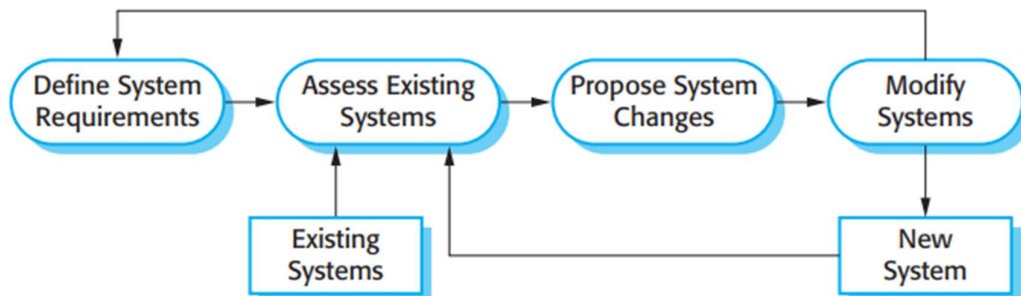 Define System
Requirements
Assess Existing
Systems
Propose System
Changes
Modify
Systems
Existing
Systems
New
System